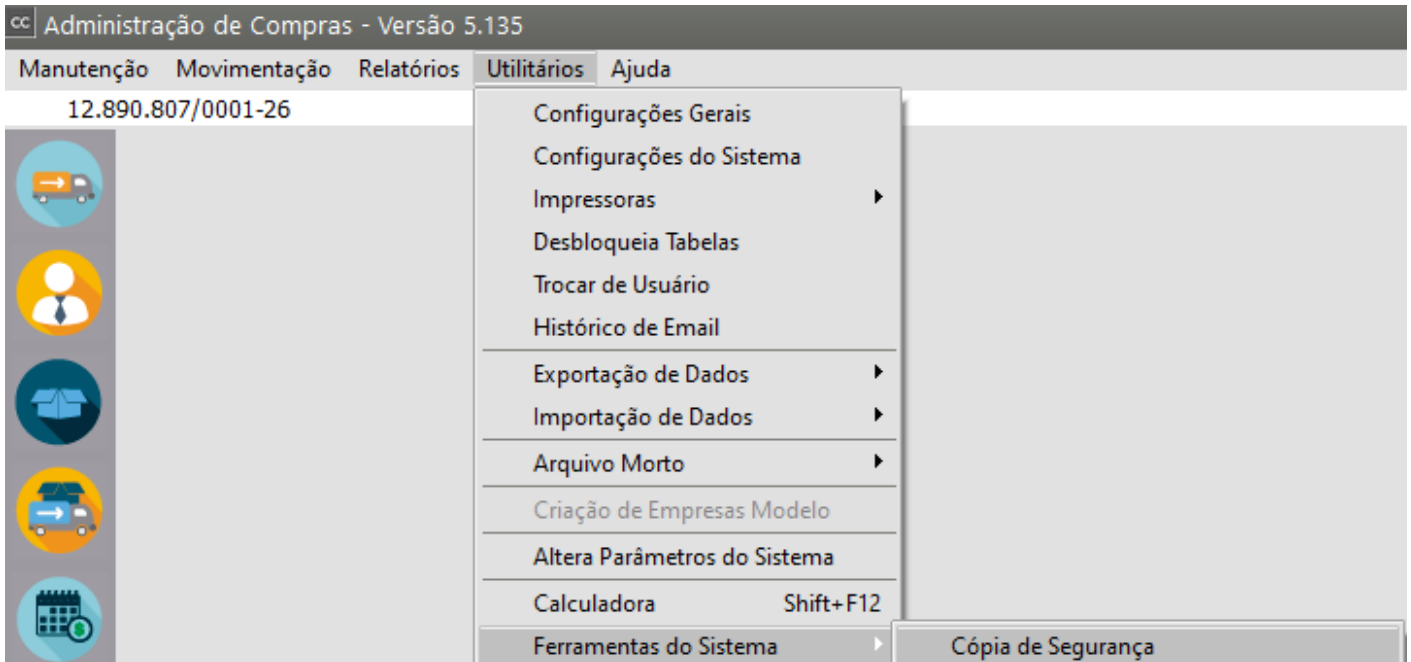 cc Administração de Compras - Versão 5.135
Manutenção Movimentação Relatórios Utilitários Ajuda
12.890.807/0001-26
Configurações Gerais
Configurações do Sistema
Impressoras
Desbloqueia Tabelas
Trocar de Usuário
Histórico de Email
Exportação de Dados
Importação de Dados
Arquivo Morto
Criação de Empresas Modelo
Altera Parâmetros do Sistema
Calculadora Shift+F12
Ferramentas do Sistema Cópia de Segurança